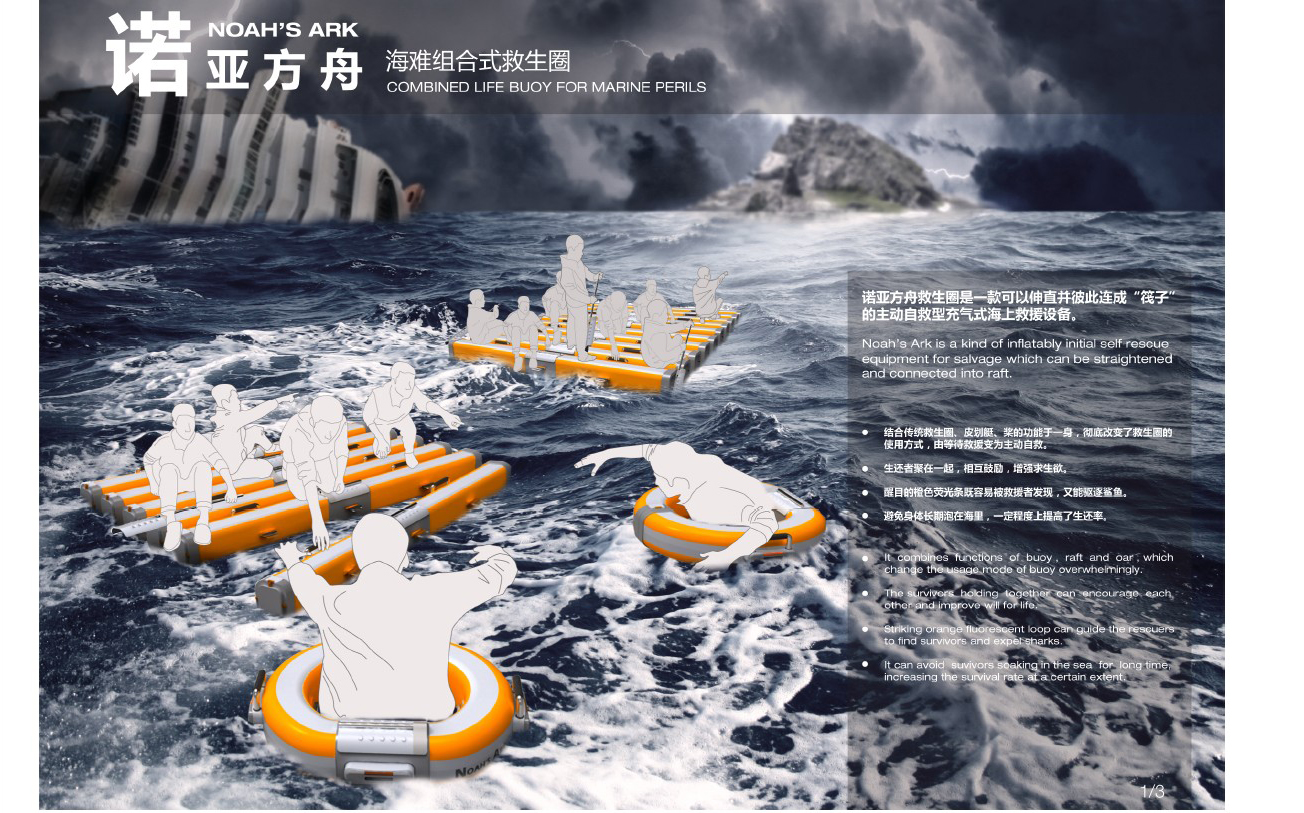 诺亚方舟
NOAH'S ARK
海难组合式救生圈
COMBINED LIFE BUOY FOR MARINE PERILS
诺亚方舟救生圈是一款可以伸直并彼此连成“筏子”
的主动自救型充气式海上救援设备。
Noah's Ark is a kind of inflatably initial self rescue
equipment for salvage which can be straightened
and connected into raft.
• 结合传统救生圈、皮划艇、桨的功能于一身，彻底改变了救生圈的
使用方式，由等待救援变为主动自救。
• 生还者聚在一起，相互鼓励，增强求生欲。
• 醒目的橙色荧光条既容易被救援者发现，又能驱逐鲨鱼。
• 避免身体长期泡在海里，一定程度上提高了生还率。
• It combines functions of buoy, raft and oar, which
change the usage mode of buoy overwhelmingly.
• The survivors holding together can encourage each
other and improve will for life.
• Striking orange fluorescent loop can guide the rescuers
to find survivors and expel sharks.
• It can avoid suvivors soaking in the sea for long time,
increasing the survival rate at a certain extent.
1/3